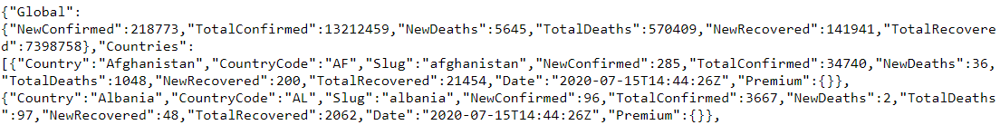 {"Global":
{"NewConfirmed":218773,"TotalConfirmed":13212459,"NewDeaths":5645,"TotalDeaths":570409,"NewRecovered":141941,"TotalRecovere
d":7398758},"Countries":
[{"Country":"Afghanistan","CountryCode":"AF","Slug":"afghanistan","NewConfirmed":285,"TotalConfirmed":34740,"NewDeaths":36,
"TotalDeaths":1048,"NewRecovered":200,"TotalRecovered":21454,"Date":"2020-07-15T14:44:26Z","Premium":{}},
{"Country":"Albania","CountryCode":"AL","Slug":"albania","NewConfirmed":96,"TotalConfirmed":3667,"NewDeaths":2,"TotalDeaths
":97,"NewRecovered":48,"TotalRecovered":2062,"Date":"2020-07-15T14:44:26Z","Premium":{}},